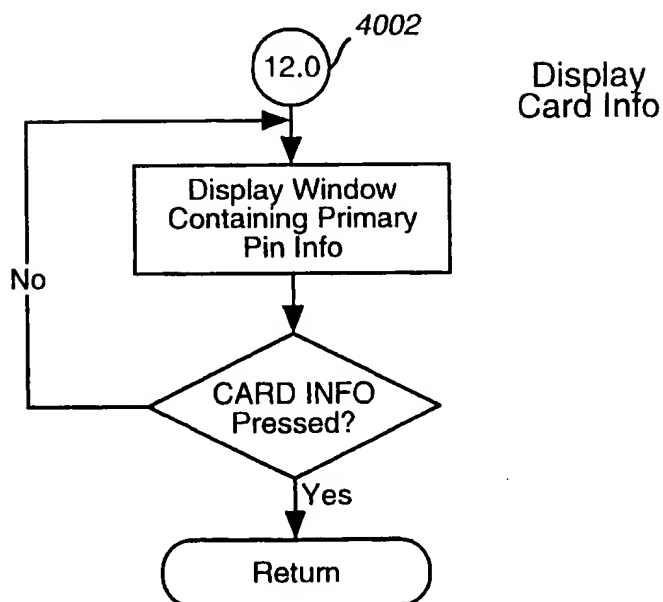 4002
12.0
Display
Card Info
Display Window
Containing Primary
Pin Info
No
CARD INFO
Pressed?
Yes
Return